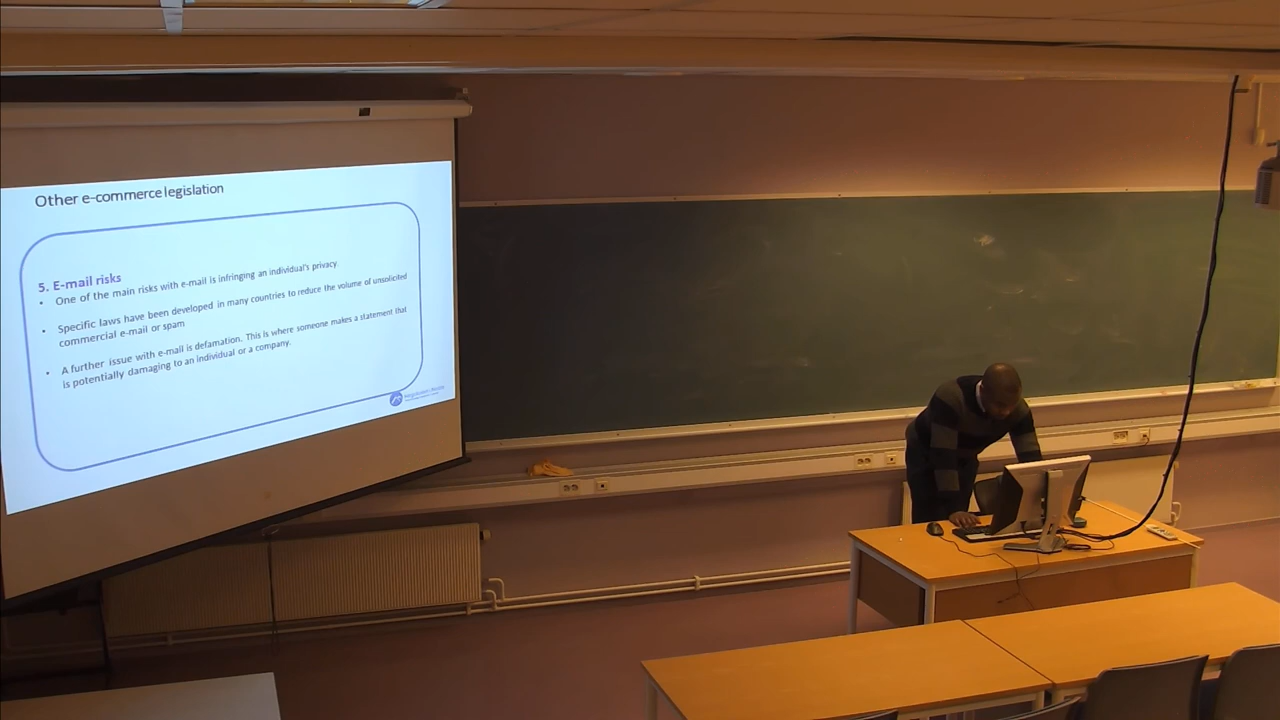 Other e-commerce legislation
5. E-mail risks
• One of the main risks with e-mail is infringing an individual's privacy.
• Specific laws have been developed in many countries to reduce the volume of unsolicited
commercial e-mail or spam
• A further issue with e-mail is defamation. This is where someone makes a statement that
is potentially damaging to an individual or a company.